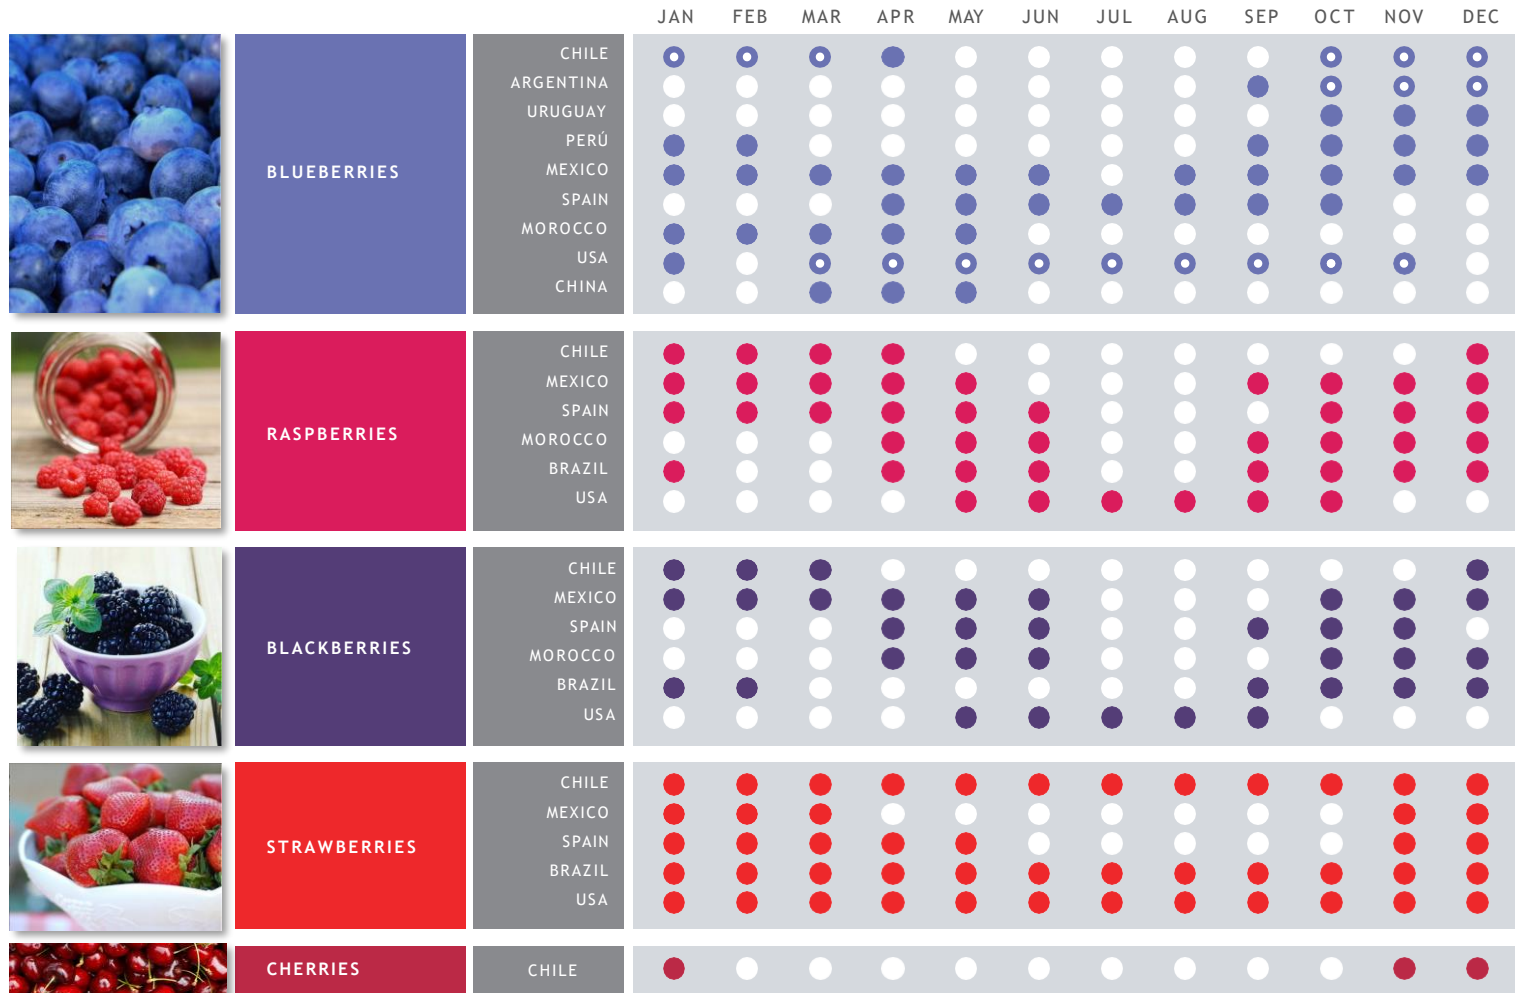 JAN FEB MAR APR MAY JUN JUL AUG SEP OCT NOV DEC
BLUEBERRIES
CHILE
ARGENTINA
URUGUAY
PERÚ
MEXICO
SPAIN
MOROCCO
USA
CHINA
RASPBERRIES
CHILE
MEXICO
SPAIN
MOROCCO
BRAZIL
USA
BLACKBERRIES
CHILE
MEXICO
SPAIN
MOROCCO
BRAZIL
USA
STRAWBERRIES
CHILE
MEXICO
SPAIN
BRAZIL
USA
CHERRIES
CHILE